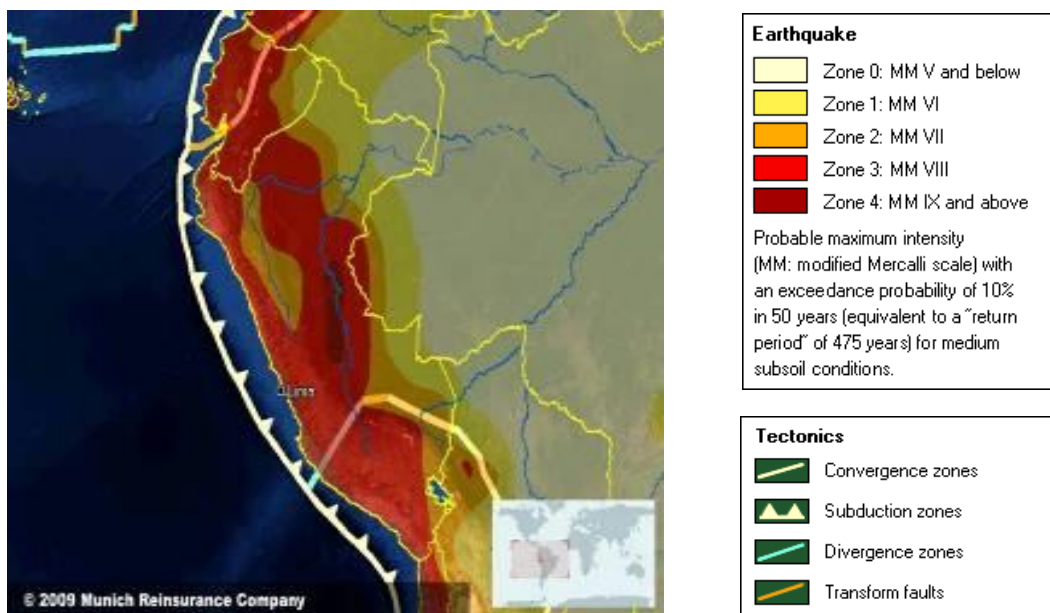 Lima
© 2009 Munich Reinsurance Company
Earthquake
Zone 0: MM V and below
Zone 1: MM VI
Zone 2: MM VII
Zone 3: MM VIII
Zone 4: MM IX and above
Probable maximum intensity
(MM: modified Mercalli scale) with
an exceedance probability of 10%
in 50 years (equivalent to a "return
period" of 475 years) for medium
subsoil conditions.
Tectonics
Convergence zones
Subduction zones
Divergence zones
Transform faults